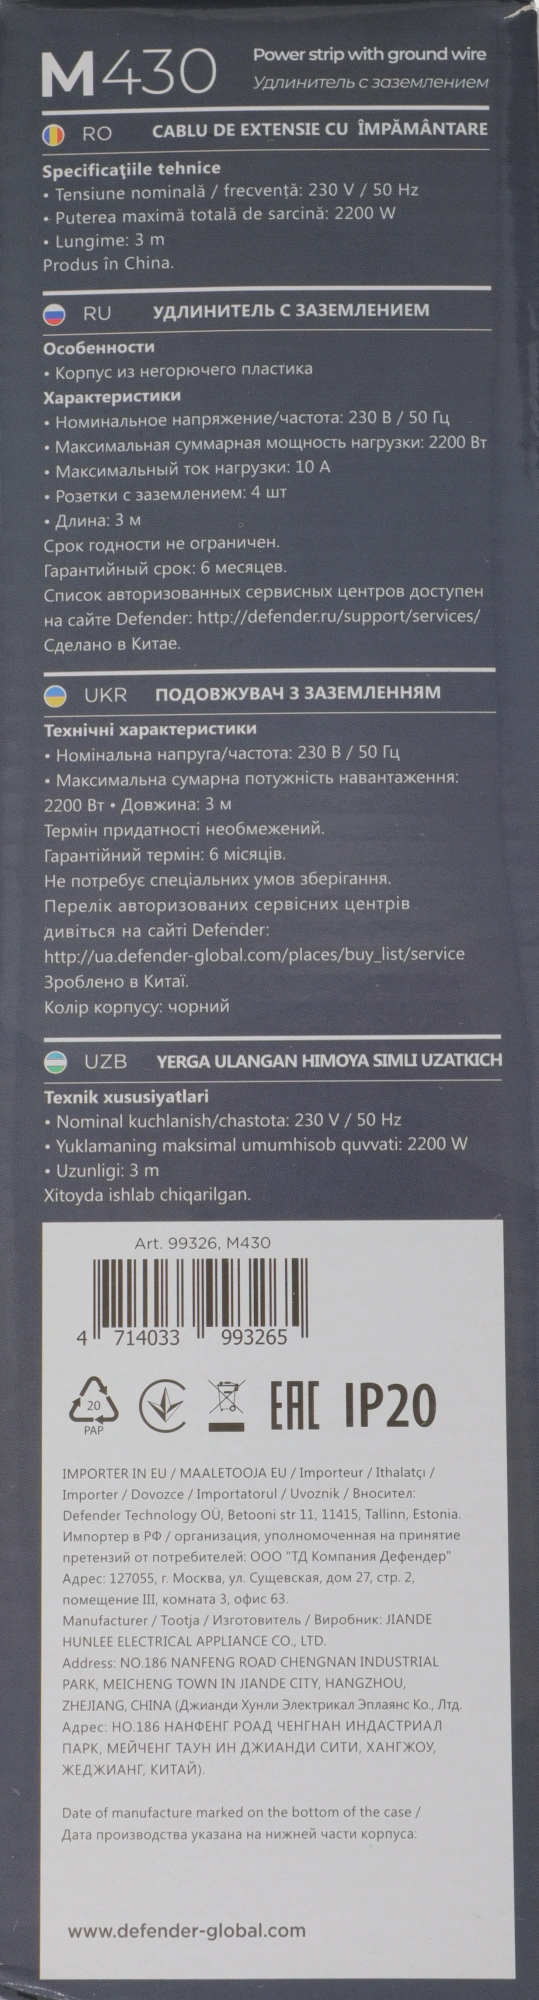 M430
Power strip with ground wire
Удлинитель с заземлением
RO CABLU DE EXTENSIE CU ÎMPĂMÂNTARE
Specificaţiile tehnice
• Tensiune nominală / frecvență: 230 V / 50 Hz
• Puterea maximă totală de sarcină: 2200 W
• Lungime: 3 m
Produs în China.
RU УДЛИНИТЕЛЬ С ЗАЗЕМЛЕНИЕМ
Особенности
• Корпус из негорючего пластика
Характеристики
• Номинальное напряжение/частота: 230 В / 50 Гц
• Максимальная суммарная мощность нагрузки: 2200 Вт
• Максимальный ток нагрузки: 10 А
• Розетки с заземлением: 4 шт
• Длина: 3 м
Срок годности не ограничен.
Гарантийный срок: 6 месяцев.
Список авторизованных сервисных центров доступен
на сайте Defender: http://defender.ru/support/services/
Сделано в Китае.
UKR ПОДОВЖУВАЧ З ЗАЗЕМЛЕННЯМ
Технічні характеристики
• Номінальна напруга/частота: 230 В / 50 Гц
• Максимальна сумарна потужність навантаження:
2200 Вт • Довжина: 3 м
Термін придатності необмежений.
Гарантійний термін: 6 місяців.
Не потребує спеціальних умов зберігання.
Перелік авторизованих сервісних центрів
дивіться на сайті Defender:
http://ua.defender-global.com/places/buy_list/service
Зроблено в Китаї.
Колір корпусу: чорний
UZB YERGA ULANGAN HIMOYA SIMLI UZATKICH
Texnik xususiyatlari
• Nominal kuchlanish/chastota: 230 V / 50 Hz
• Yuklamaning maksimal umumhisob quvvati: 2200 W
• Uzunligi: 3 m
Xitoyda ishlab chiqarilgan.
Art. 99326, M430
4 714033 993265
20
PAP
EAC IP20
IMPORTER IN EU / MAALETOOJA EU / Importeur / Ithalatçı /
Importer / Dovozce / Importatorul / Uvoznik / Вносител:
Defender Technology OÜ, Betooni str 11, 11415, Tallinn, Estonia.
Импортер в РФ / организация, уполномоченная на принятие
претензий от потребителей: ООО "ТД Компания Дефендер"
Адрес: 127055, г. Москва, ул. Сущевская, дом 27, стр. 2,
помещение III, комната 3, офис 63.
Manufacturer / Tootja / Изготовитель / Виробник: JIANDE
HUNLEE ELECTRICAL APPLIANCE CO., LTD.
Address: NO.186 NANFENG ROAD CHENGNAN INDUSTRIAL
PARK, MEICHENG TOWN IN JIANDE CITY, HANGZHOU,
ZHEJIANG, CHINA (Джианди Хунли Электрикал Эплаянс Ко., Лтд.
Адрес: НО.186 НАНФЕНГ РОАД ЧЕНГНАН ИНДАСТРИАЛ
ПАРК, МЕЙЧЕНГ ТАУН ИН ДЖИАНДИ СИТИ, ХАНГЖОУ,
ЖЕДЖИАНГ, КИТАЙ).
Date of manufacture marked on the bottom of the case /
Дата производства указана на нижней части корпуса:
www.defender-global.com